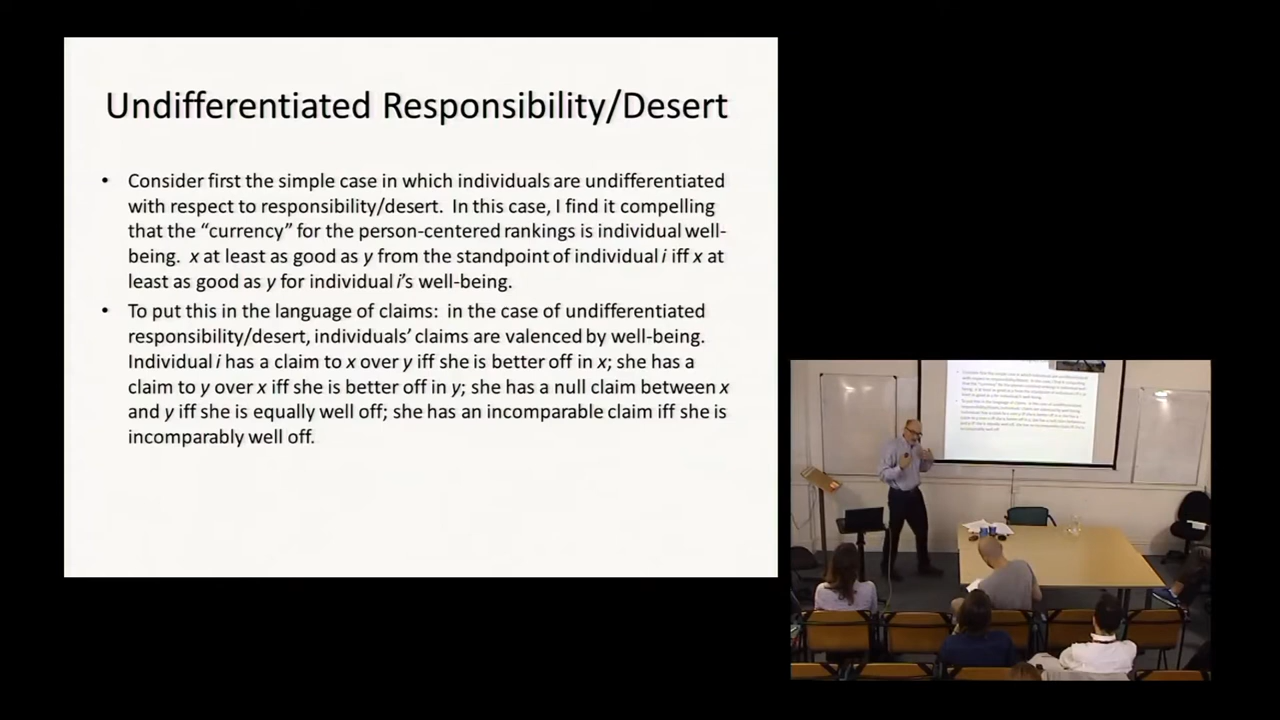 Undifferentiated Responsibility/Desert
• Consider first the simple case in which individuals are undifferentiated
with respect to responsibility/desert. In this case, I find it compelling
that the “currency” for the person-centered rankings is individual well-
being. x at least as good as y from the standpoint of individual i iff x at
least as good as y for individual i’s well-being.
• To put this in the language of claims: in the case of undifferentiated
responsibility/desert, individuals’ claims are valenced by well-being.
Individual i has a claim to x over y iff she is better off in x; she has a
claim to y over x iff she is better off in y; she has a null claim between x
and y iff she is equally well off; she has an incomparable claim iff she is
incomparably well off.